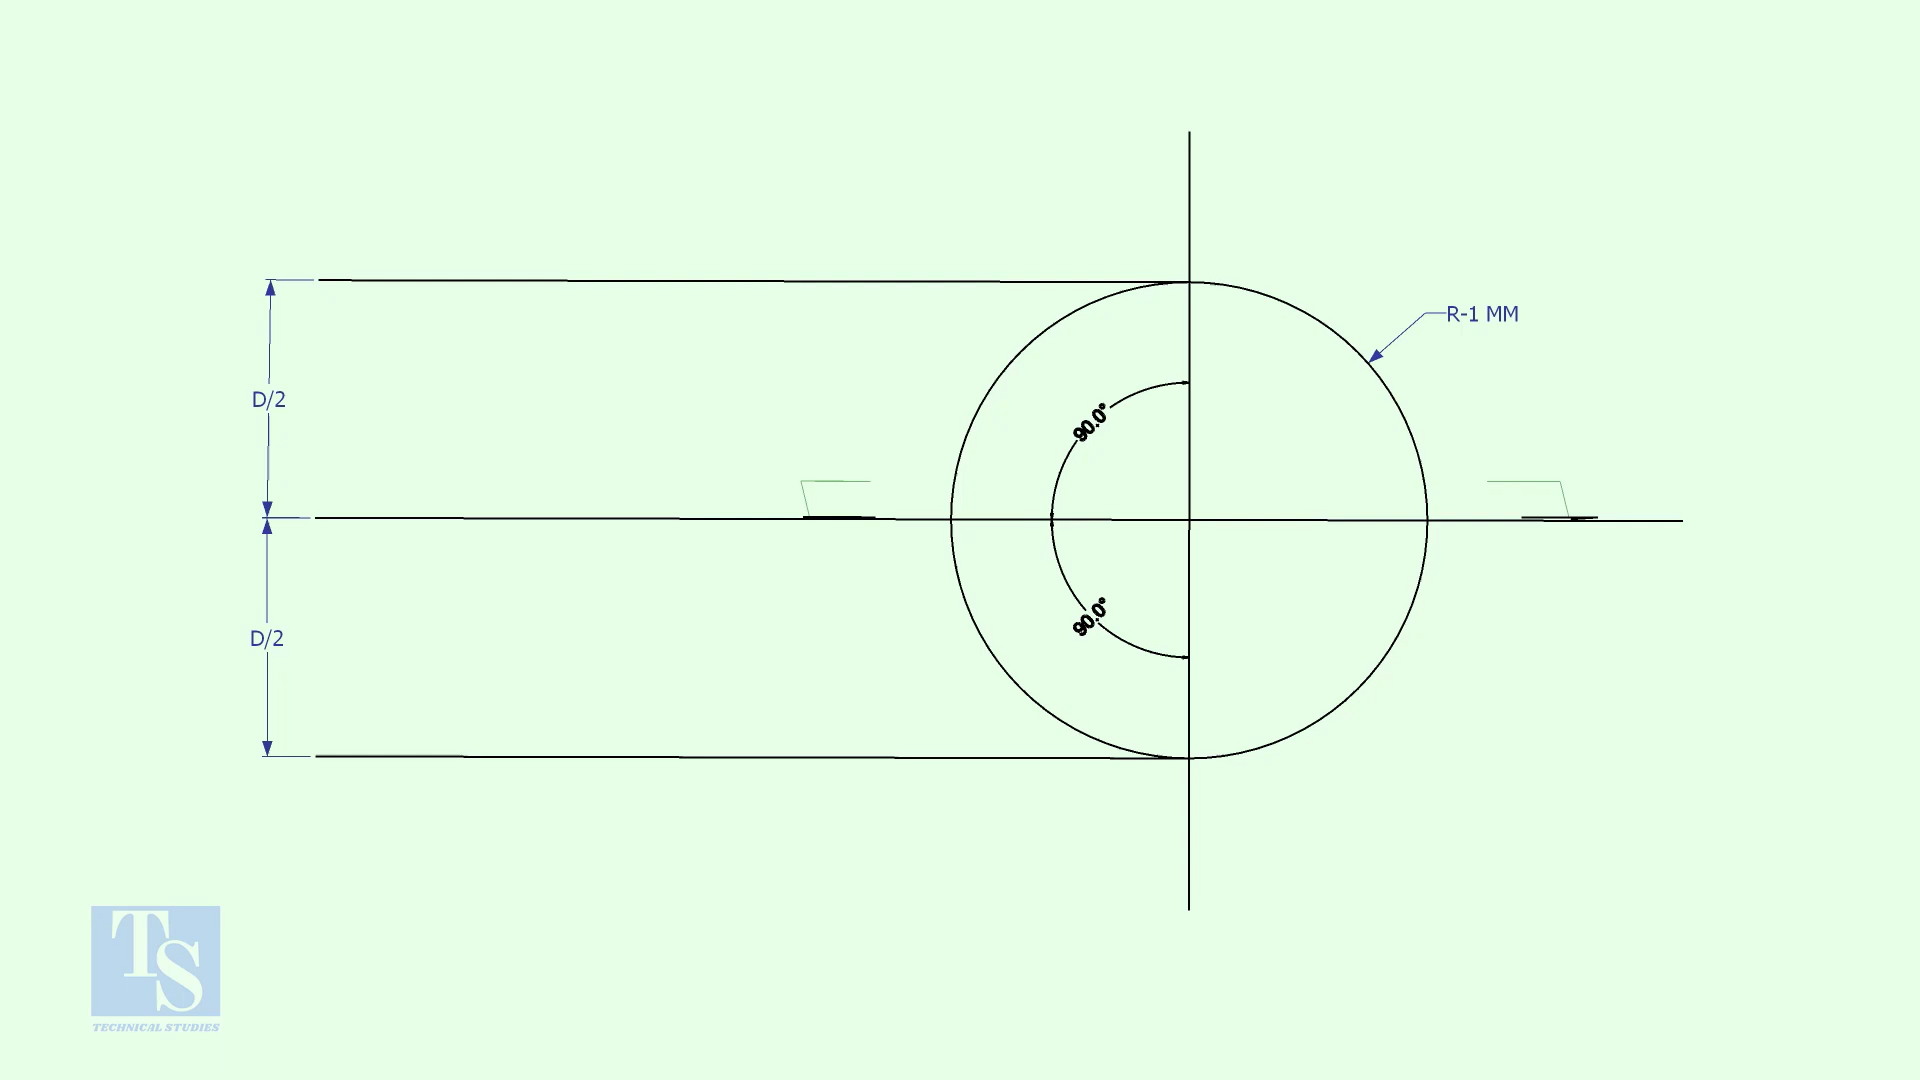 R-1 MM
D/2
90.0°
90.0°
D/2
TS
TECHNICAL STUDIES